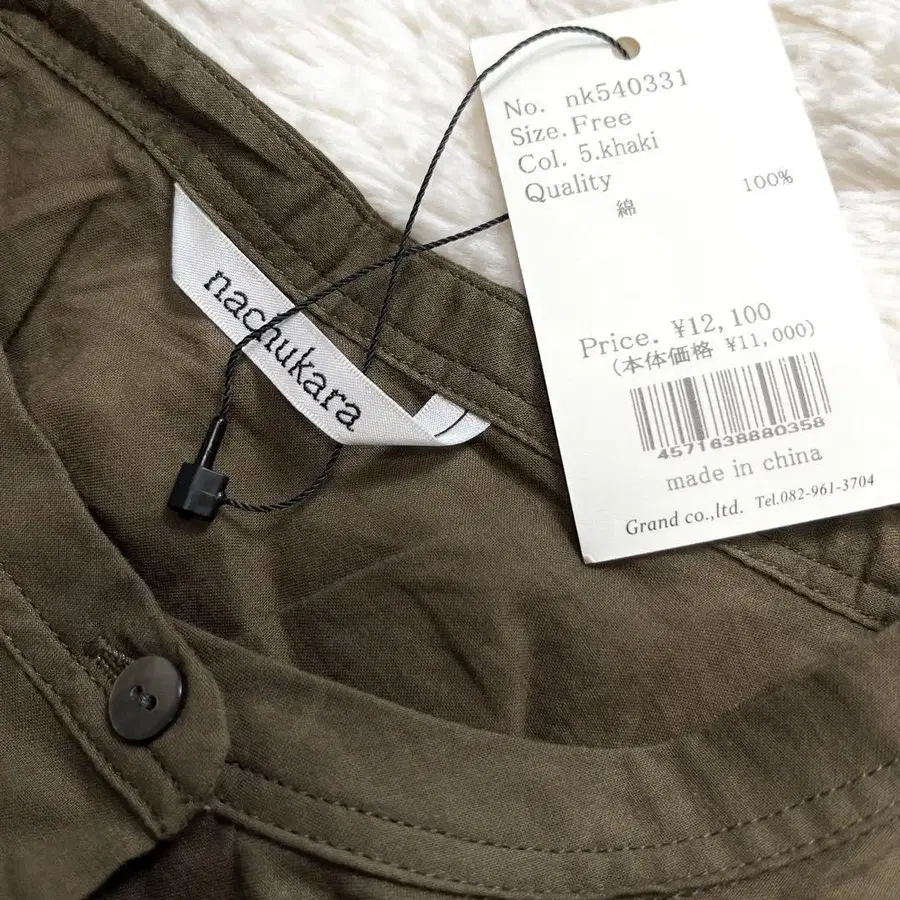 nachukara
No. nk540331
Size. Free
Col. 5.khaki
Quality
綿 100%
Price. ¥12,100
(本体価格 ¥11,000)
4571638880358
made in china
Grand co.,ltd. Tel.082-961-3704